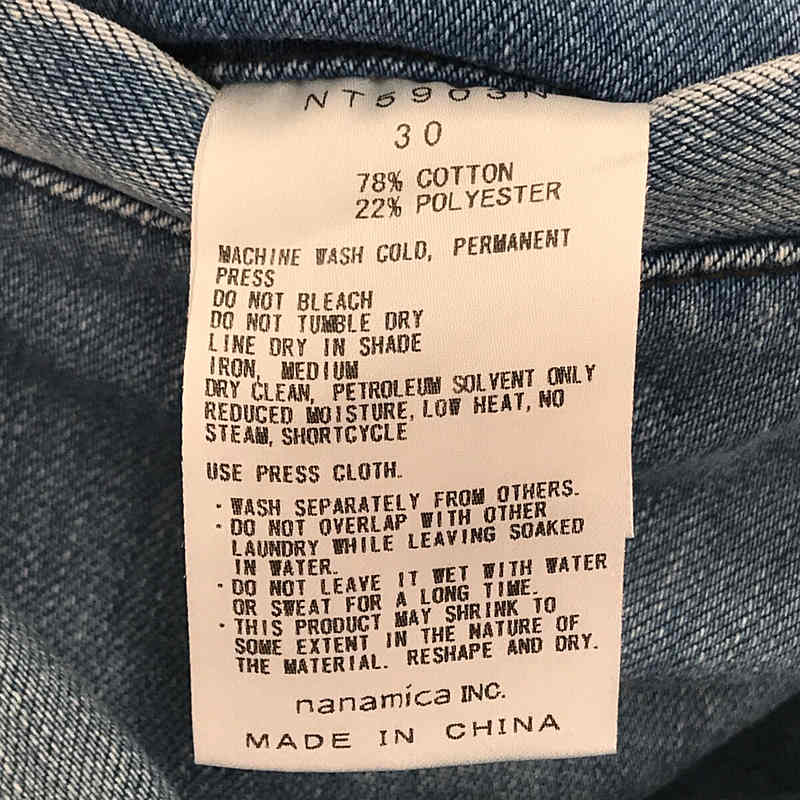 NT5903N
30
78% COTTON
22% POLYESTER
MACHINE WASH COLD, PERMANENT
PRESS
DO NOT BLEACH
DO NOT TUMBLE DRY
LINE DRY IN SHADE
IRON, MEDIUM
DRY CLEAN, PETROLEUM SOLVENT ONLY
REDUCED MOISTURE, LOW HEAT, NO
STEAM, SHORTCYCLE
USE PRESS CLOTH.
・WASH SEPARATELY FROM OTHERS.
・DO NOT OVERLAP WITH OTHER
LAUNDRY WHILE LEAVING SOAKED
IN WATER.
・DO NOT LEAVE IT WET WITH WATER
OR SWEAT FOR A LONG TIME.
・THIS PRODUCT MAY SHRINK TO
SOME EXTENT IN THE NATURE OF
THE MATERIAL. RESHAPE AND DRY.
nanamica INC.
MADE IN CHINA